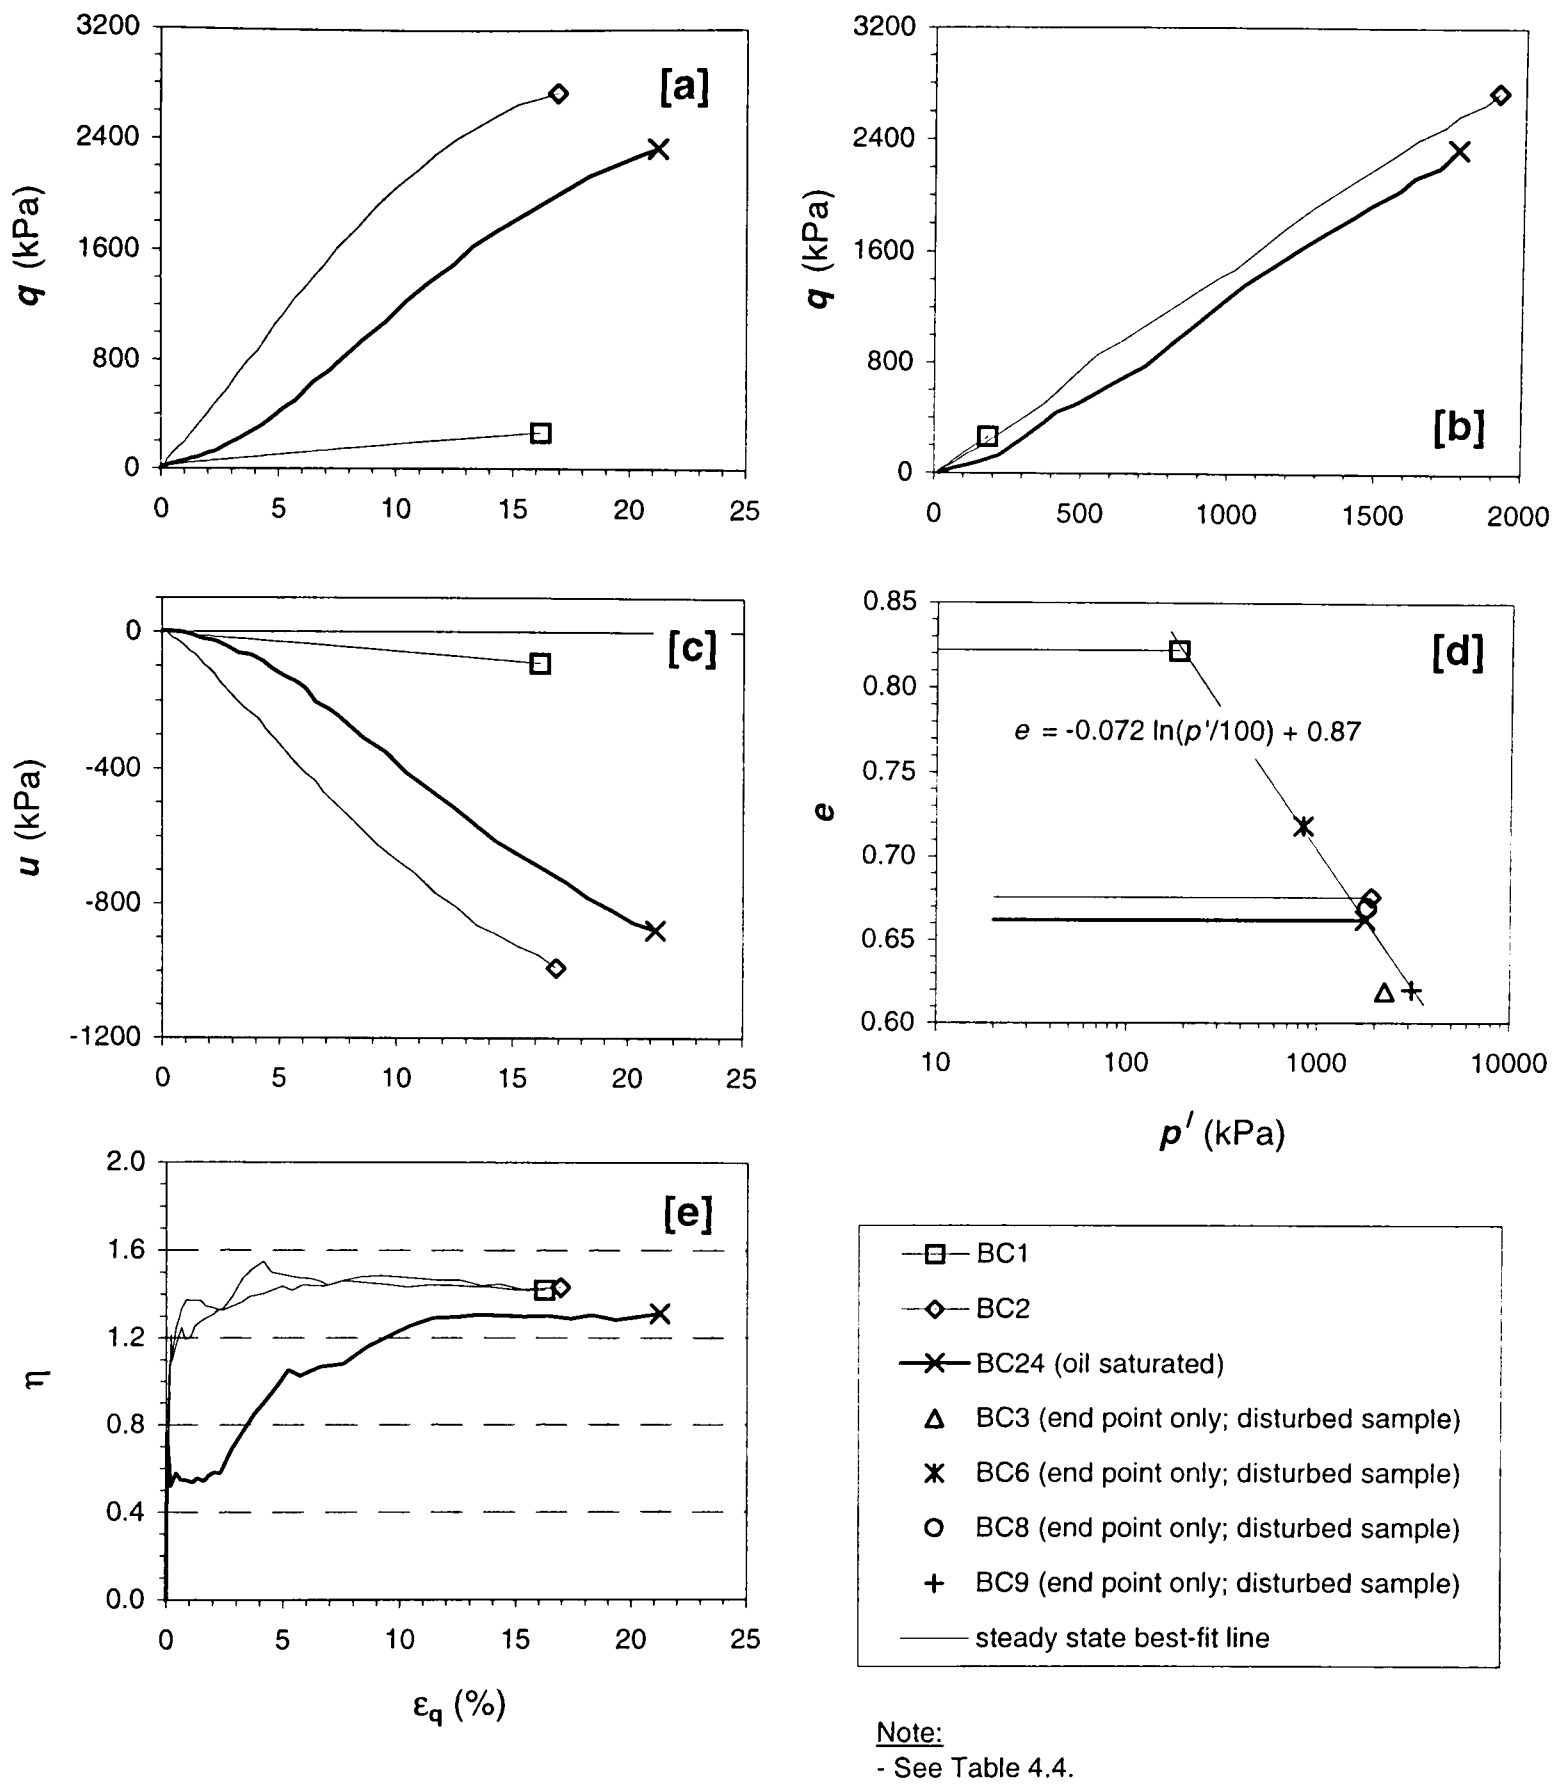 3200
2400
1600
800
0
q (kPa)
[a]
0 5 10 15 20 25
3200
2400
1600
800
0
q (kPa)
[b]
0 500 1000 1500 2000
0
-400
-800
-1200
u (kPa)
[c]
0 5 10 15 20 25
0.85
0.80
0.75
0.70
0.65
0.60
e
[d]
e = -0.072 ln(p'/100) + 0.87
10 100 1000 10000
p' (kPa)
2.0
1.6
1.2
0.8
0.4
0.0
η
[e]
0 5 10 15 20 25
εq (%)
BC1
BC2
BC24 (oil saturated)
BC3 (end point only; disturbed sample)
BC6 (end point only; disturbed sample)
BC8 (end point only; disturbed sample)
BC9 (end point only; disturbed sample)
steady state best-fit line
Note:
- See Table 4.4.